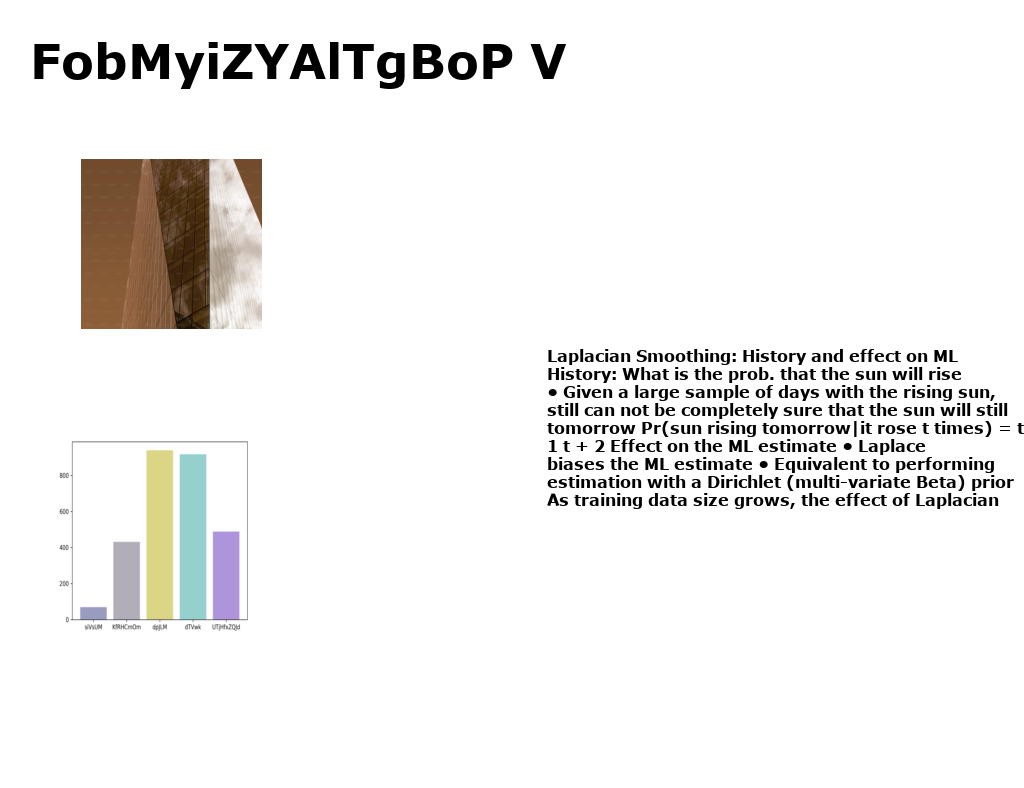 FobMyiZYAlTgBoP V
Laplacian Smoothing: History and effect on ML
History: What is the prob. that the sun will rise
• Given a large sample of days with the rising sun,
still can not be completely sure that the sun will still
tomorrow Pr(sun rising tomorrow|it rose t times) = t
1 t + 2 Effect on the ML estimate • Laplace
biases the ML estimate • Equivalent to performing
estimation with a Dirichlet (multi-variate Beta) prior
As training data size grows, the effect of Laplacian
800
600
400
200
0
siVsUM KfRHCmOm dpJLM dTVwk UTjHfxZQJd